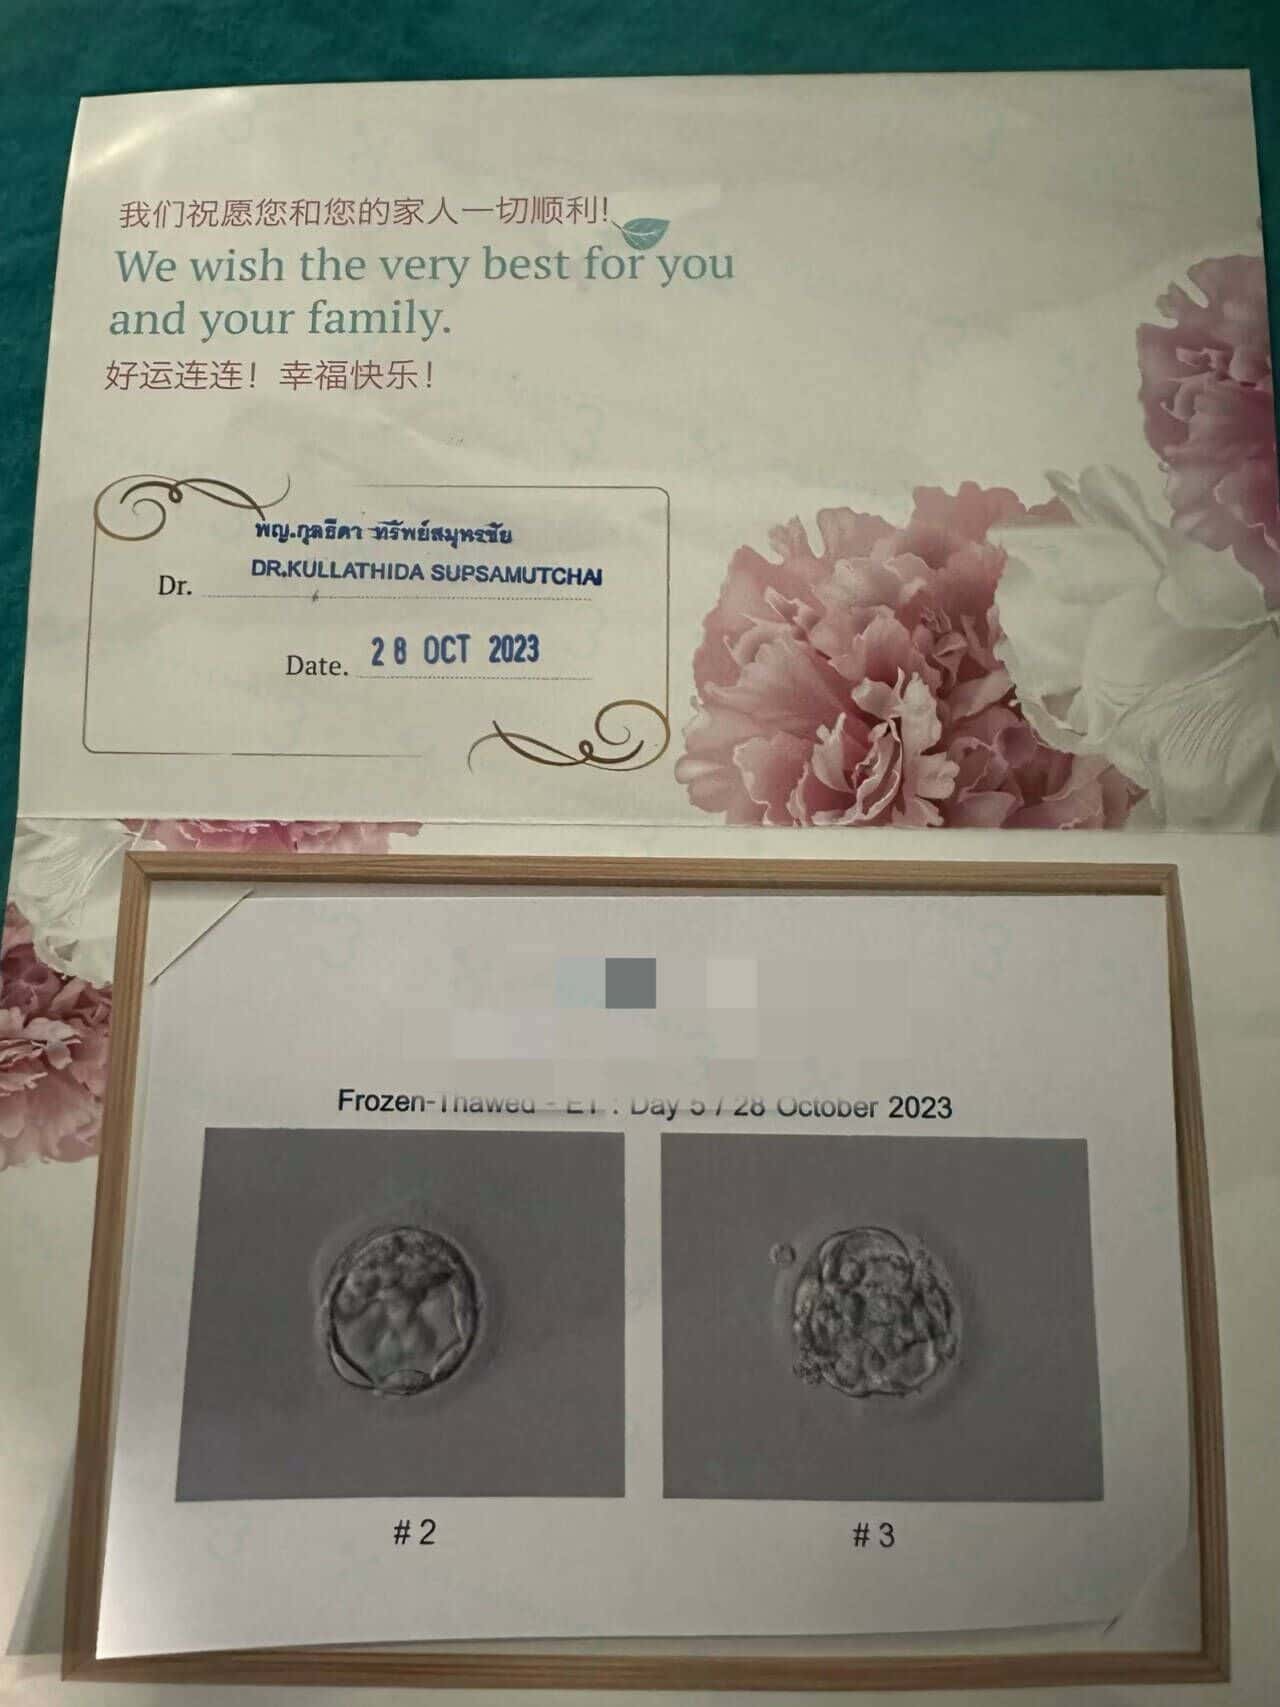 我们祝愿您和您的家人一切顺利!
We wish the very best for you
and your family.
好运连连！幸福快乐！
พญ.กุลธิดา ทรัพย์สมุทรชัย
Dr. DR.KULLATHIDA SUPSAMUTCHAI
Date. 28 OCT 2023
Frozen-Thawed - ET : Day 5 / 28 October 2023
# 2
# 3